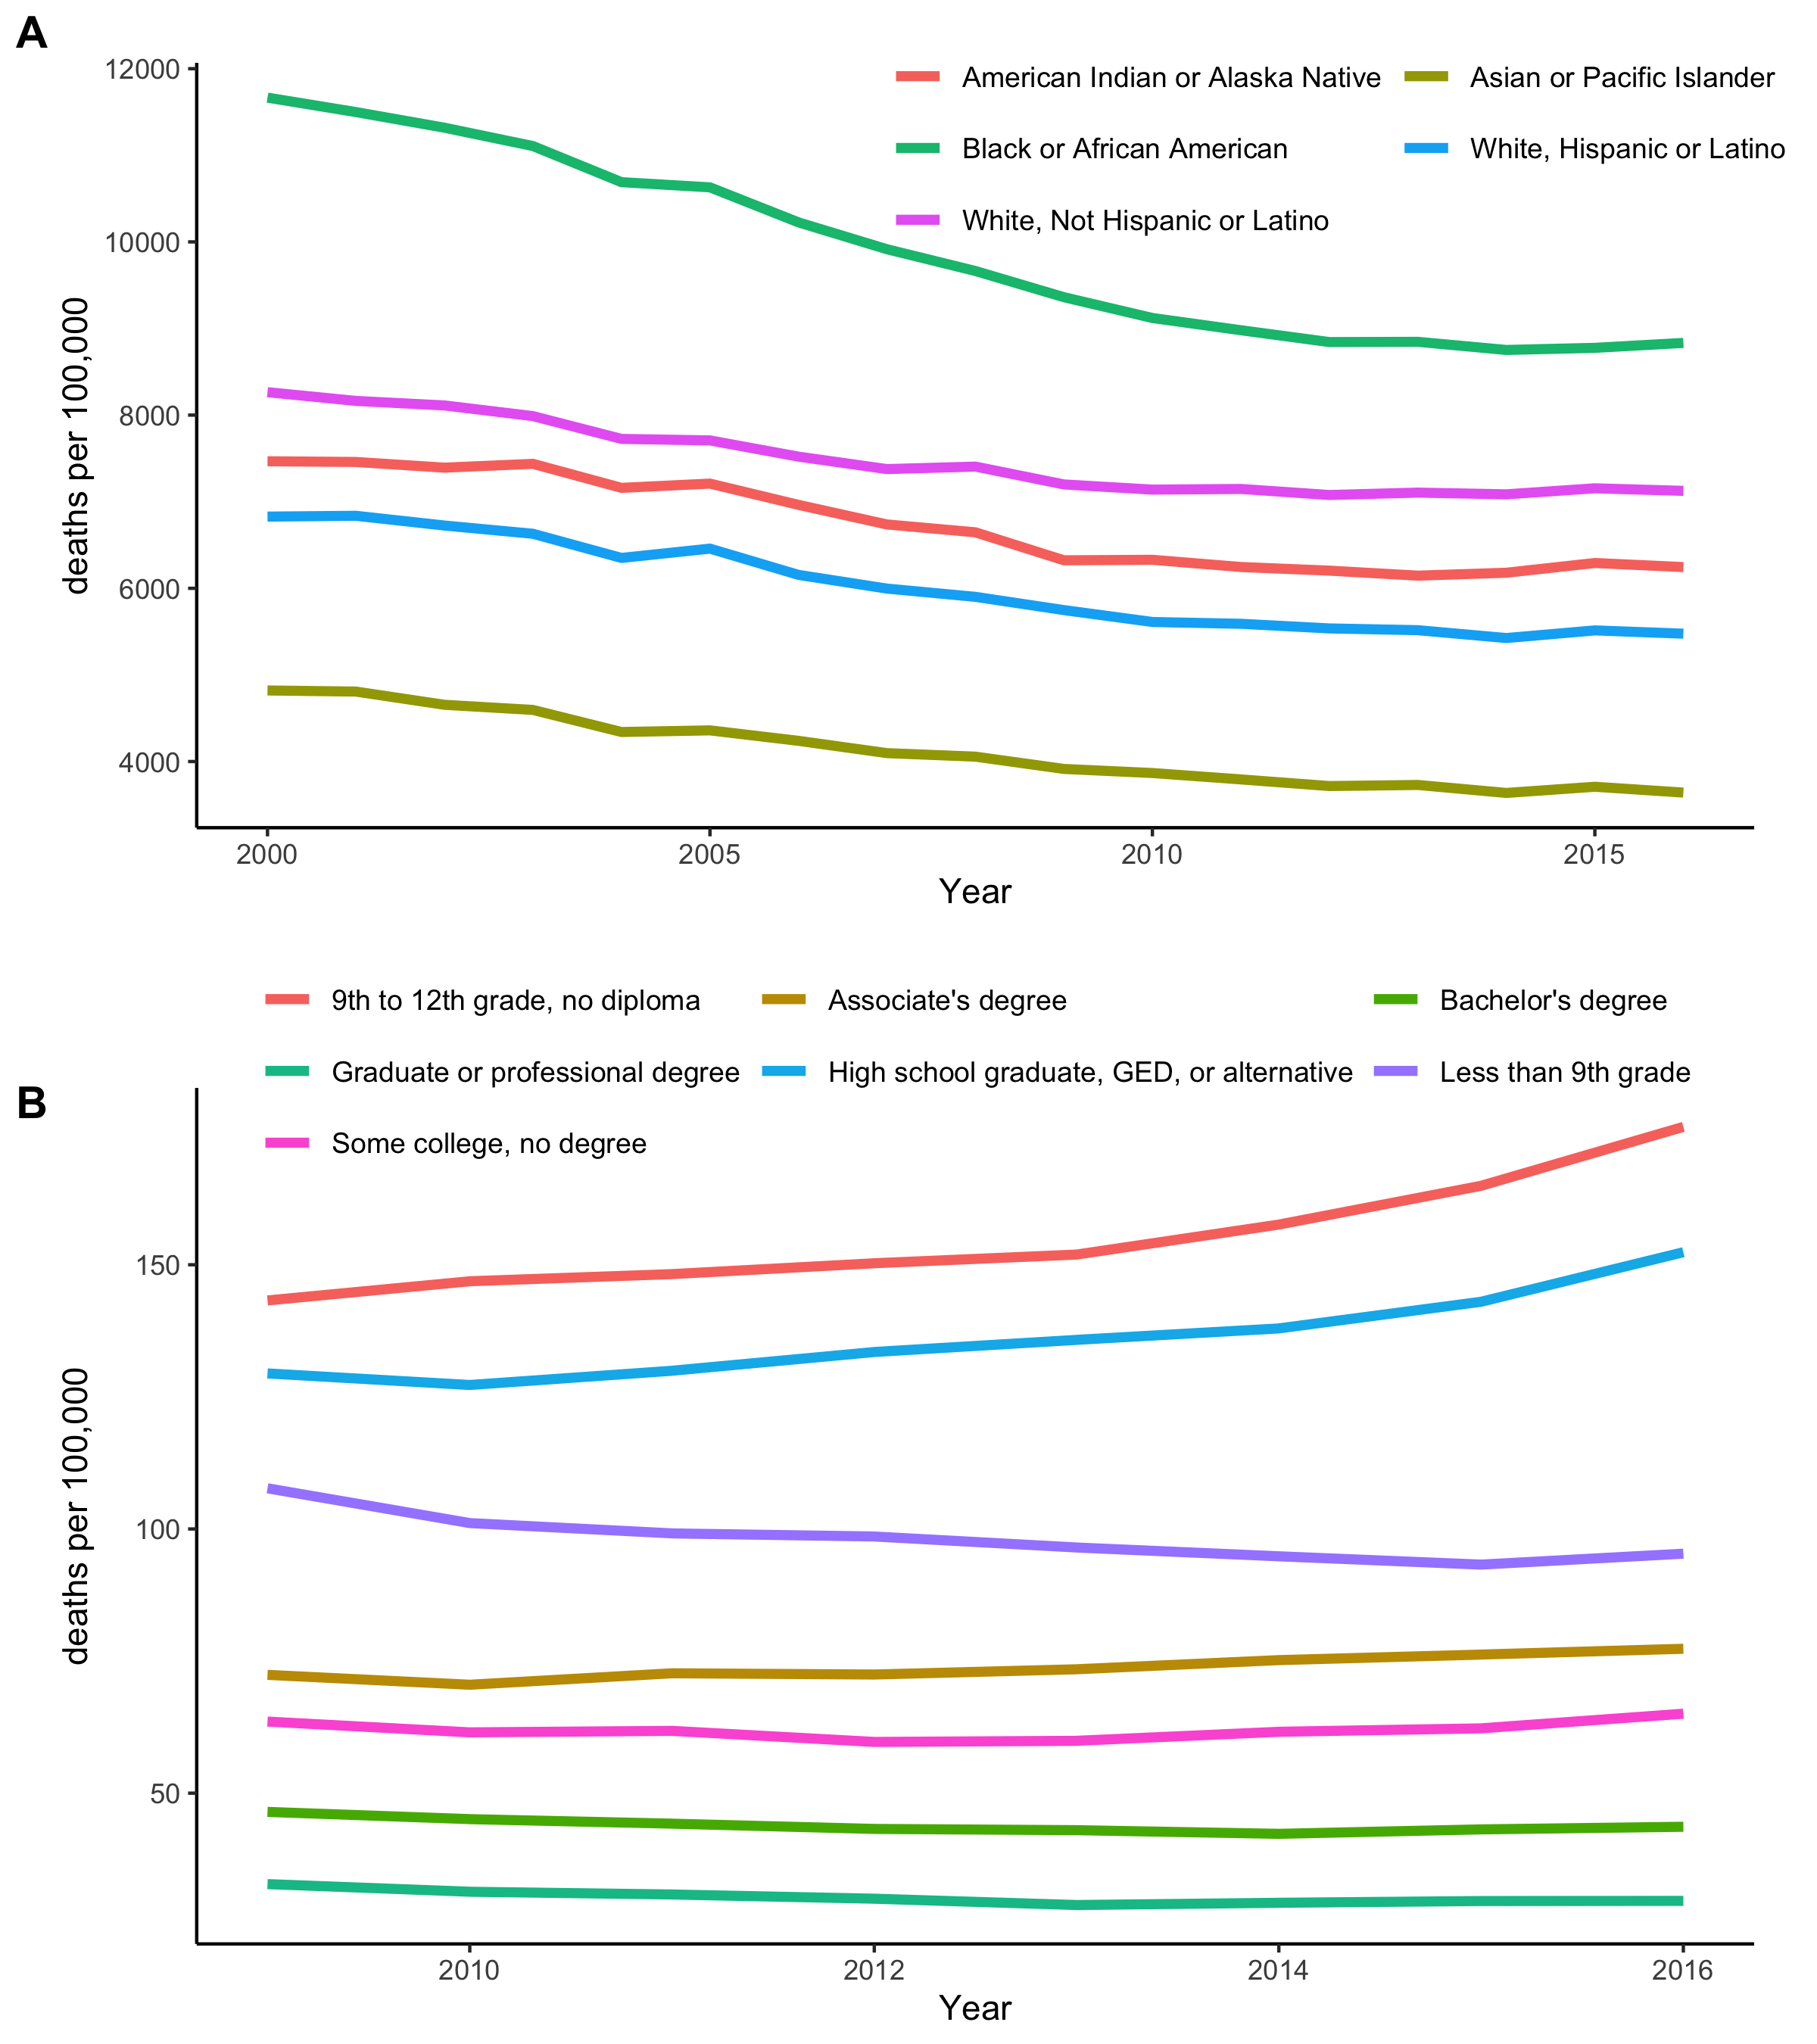 A
12000
10000
8000
6000
4000
deaths per 100,000
American Indian or Alaska Native
Asian or Pacific Islander
Black or African American
White, Hispanic or Latino
White, Not Hispanic or Latino
2000
2005
2010
2015
Year
9th to 12th grade, no diploma
Associate's degree
Bachelor's degree
Graduate or professional degree
High school graduate, GED, or alternative
Less than 9th grade
Some college, no degree
B
150
100
50
deaths per 100,000
2010
2012
2014
2016
Year